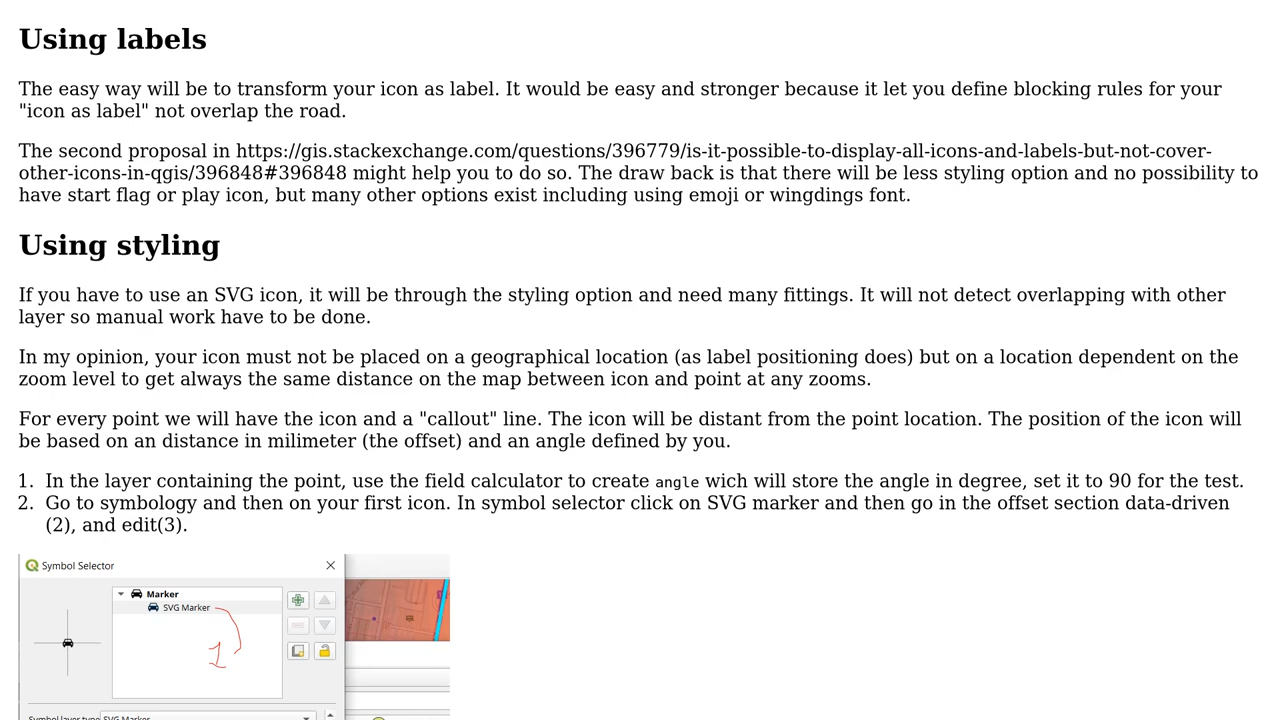 Using labels
The easy way will be to transform your icon as label. It would be easy and stronger because it let you define blocking rules for your
"icon as label" not overlap the road.
The second proposal in https://gis.stackexchange.com/questions/396779/is-it-possible-to-display-all-icons-and-labels-but-not-cover-
other-icons-in-qgis/396848#396848 might help you to do so. The draw back is that there will be less styling option and no possibility to
have start flag or play icon, but many other options exist including using emoji or wingdings font.
Using styling
If you have to use an SVG icon, it will be through the styling option and need many fittings. It will not detect overlapping with other
layer so manual work have to be done.
In my opinion, your icon must not be placed on a geographical location (as label positioning does) but on a location dependent on the
zoom level to get always the same distance on the map between icon and point at any zooms.
For every point we will have the icon and a "callout" line. The icon will be distant from the point location. The position of the icon will
be based on an distance in milimeter (the offset) and an angle defined by you.
1. In the layer containing the point, use the field calculator to create angle wich will store the angle in degree, set it to 90 for the test.
2. Go to symbology and then on your first icon. In symbol selector click on SVG marker and then go in the offset section data-driven
(2), and edit(3).
Symbol Selector
Marker
SVG Marker
1
Symbol layer type SVG Marker